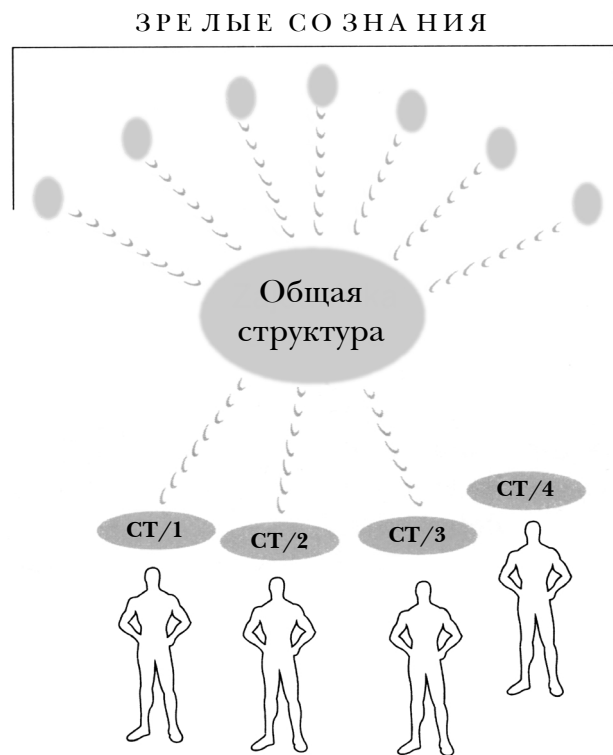 ЗРЕЛЫЕ СОЗНАНИЯ
Общая
структура
СТ/4
СТ/1
СТ/2
СТ/3